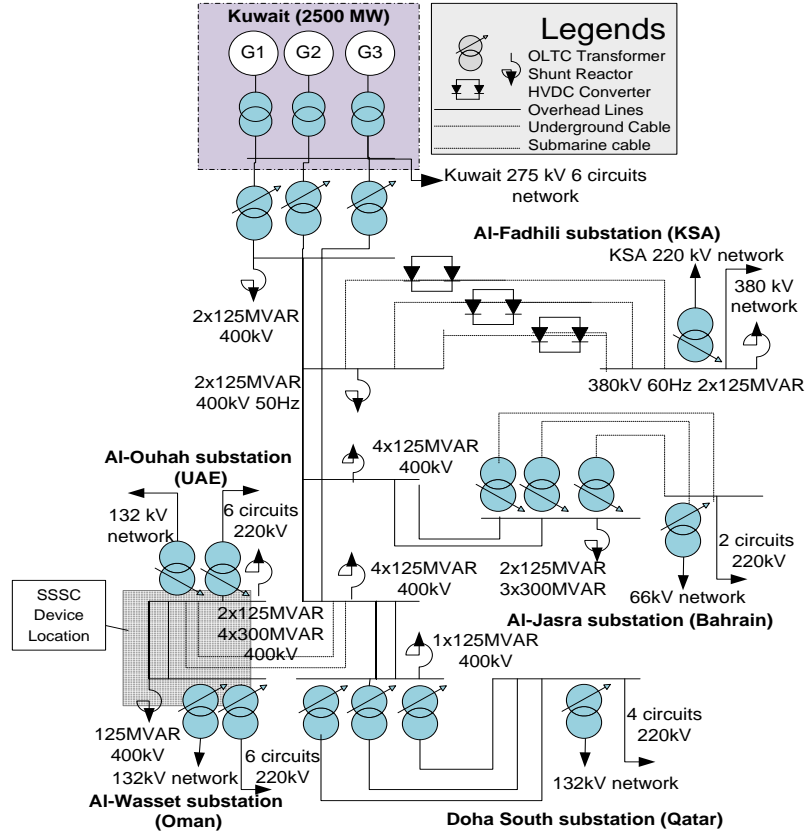 Kuwait (2500 MW)
G1
G2
G3
Legends
OLTC Transformer
Shunt Reactor
HVDC Converter
Overhead Lines
Underground Cable
Submarine cable
Kuwait 275 kV 6 circuits
network
Al-Fadhili substation (KSA)
KSA 220 kV network
380 kV
network
2x125MVAR
400kV
2x125MVAR
400kV 50Hz
380kV 60Hz 2x125MVAR
Al-Ouhah substation
(UAE)
4x125MVAR
400kV
132 kV
network
6 circuits
220kV
2 circuits
220kV
SSSC
Device
Location
4x125MVAR
400kV
2x125MVAR
3x300MVAR
66kV network
2x125MVAR
4x300MVAR
400kV
Al-Jasra substation (Bahrain)
1x125MVAR
400kV
125MVAR
400kV
132kV network
6 circuits
220kV
4 circuits
220kV
132kV network
Al-Wasset substation
(Oman)
Doha South substation (Qatar)